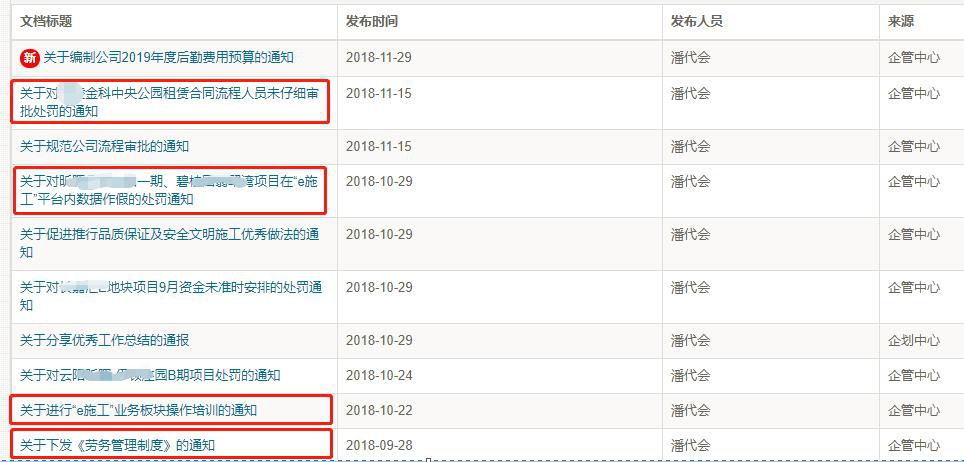 文档标题 发布时间 发布人员 来源
新 关于编制公司2019年度后勤费用预算的通知 2018-11-29 潘代会 企管中心
关于对金科中央公园租赁合同流程人员未仔细审 2018-11-15 潘代会 企管中心
批处罚的通知
关于规范公司流程审批的通知 2018-11-15 潘代会 企管中心
关于对一期、碧湾项目在“e施 2018-10-29 潘代会 企管中心
工”平台内数据作假的处罚通知
关于促进推行品质保证及安全文明施工优秀做法的通 2018-10-29 潘代会 企管中心
知
关于对地块项目9月资金未准时安排的处罚通 2018-10-29 潘代会 企管中心
知
关于分享优秀工作总结的通报 2018-10-29 潘代会 企划中心
关于对云阳园B期项目处罚的通知 2018-10-24 潘代会 企管中心
关于进行“e施工”业务板块操作培训的通知 2018-10-22 潘代会 企管中心
关于下发《劳务管理制度》的通知 2018-09-28 潘代会 企管中心